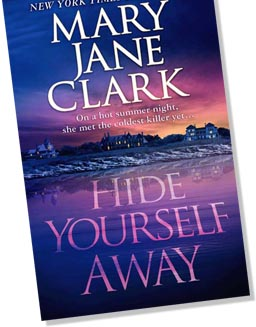 NEW YORK TIMES
MARY
JANE
CLARK
On a hot summer night,
she met the coldest killer yet...
HIDE
YOURSELF
AWAY